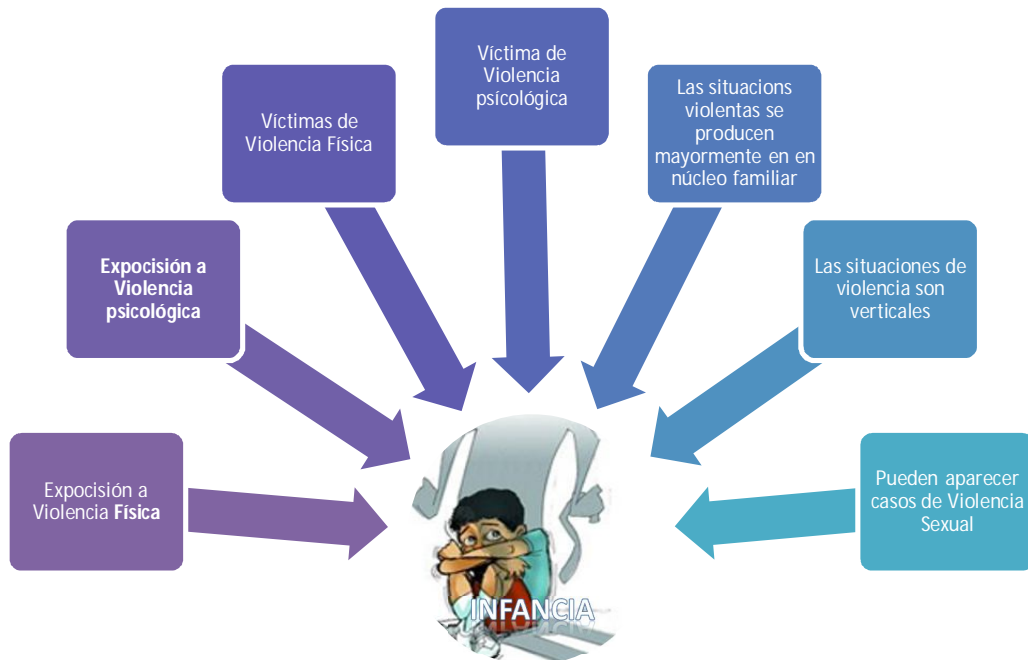 Expocisión a
Violencia Física
Expocisión a
Violencia
psicológica
Víctimas de
Violencia Física
Víctima de
Violencia
psícológica
Las situacions
violentas se
producen
mayormente en en
núcleo familiar
Las situaciones de
violencia son
verticales
Pueden aparecer
casos de Violencia
Sexual
INFANCIA